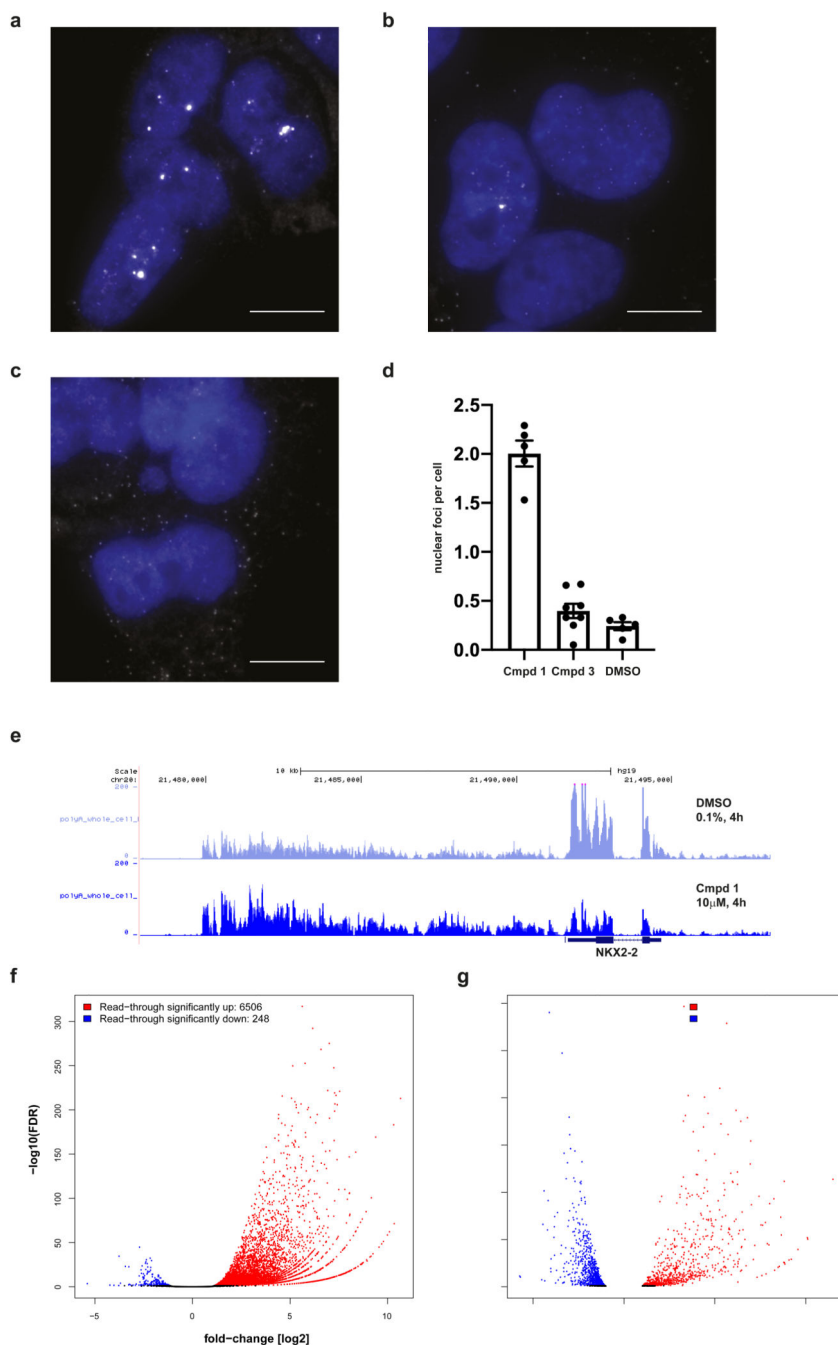 a
b
c
d
2.5
2.0
1.5
1.0
0.5
0.0
nuclear foci per cell
Cmpd 1 Cmpd 3 DMSO
e
Scale 10 kb hg19
chr20: 21,480,000 21,485,000 21,490,000 21,495,000
200
polyA_whole_cell_
0
DMSO
0.1%, 4h
200
polyA_whole_cell_
0
Cmpd 1
10μM, 4h
NKX2-2
f
Read−through significantly up: 6506
Read−through significantly down: 248
300
250
200
150
100
50
0
−log10(FDR)
−5 0 5 10
fold−change [log2]
g